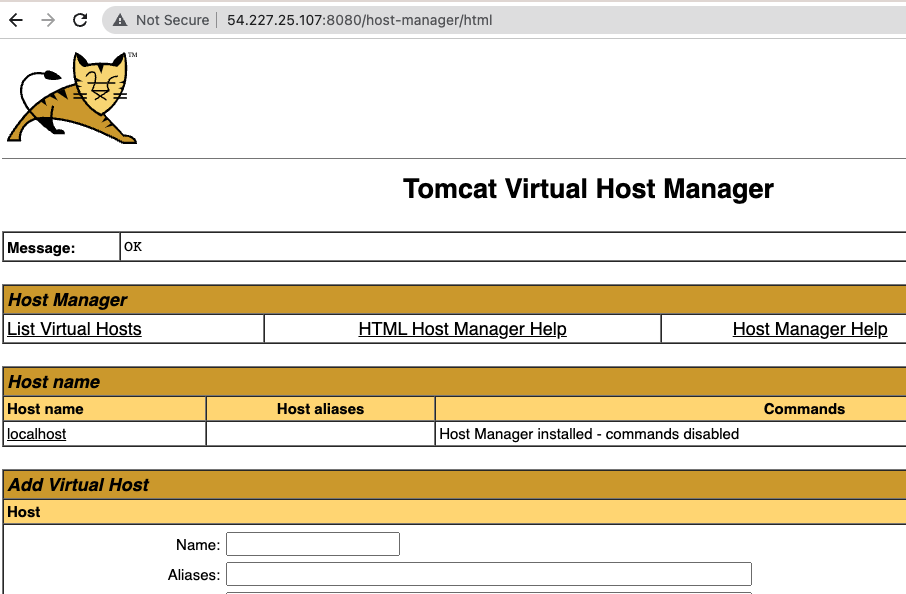 Not Secure 54.227.25.107:8080/host-manager/html
TM
Tomcat Virtual Host Manager
Message: OK
Host Manager
List Virtual Hosts HTML Host Manager Help Host Manager Help
Host name
Host name Host aliases Commands
localhost Host Manager installed - commands disabled
Add Virtual Host
Host
Name:
Aliases: